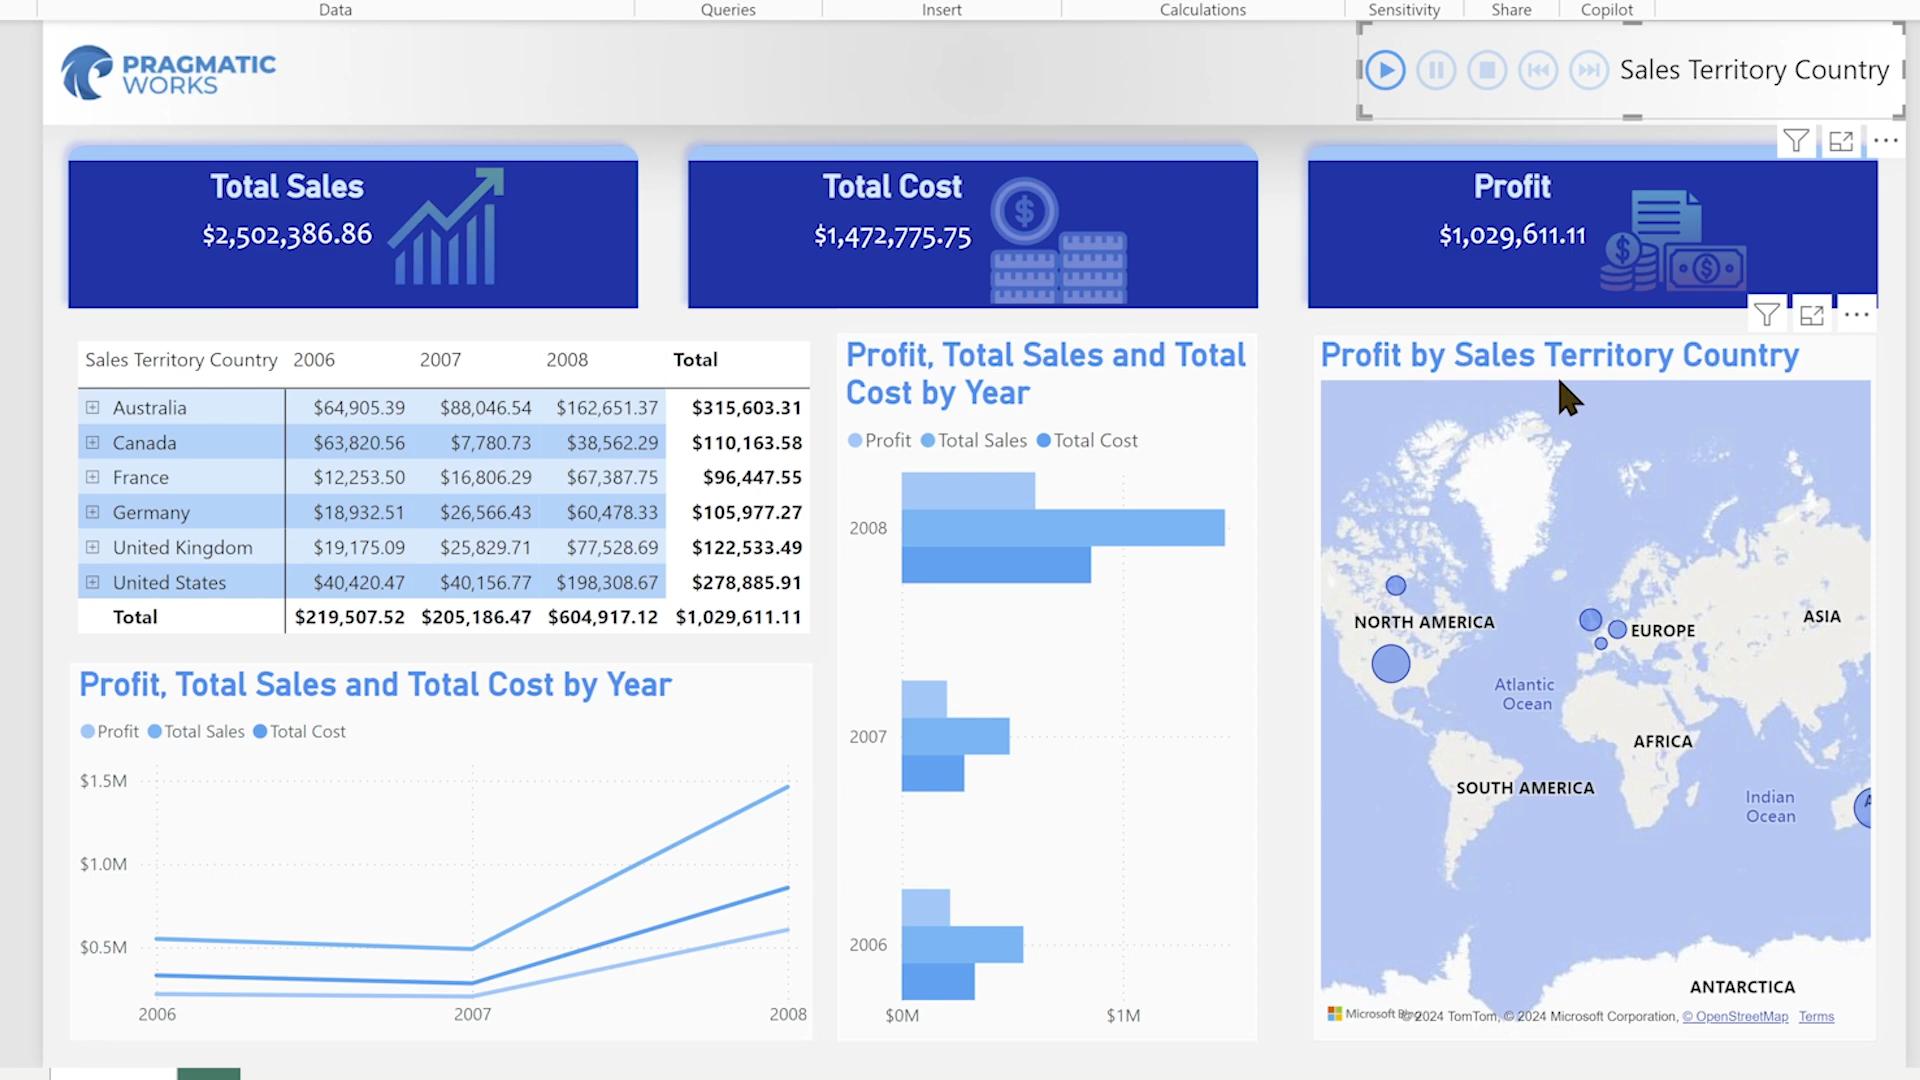 Data
Queries
Insert
Calculations
Sensitivity
Share
Copilot
PRAGMATIC
WORKS
Sales Territory Country
Total Sales
$2,502,386.86
Total Cost
$1,472,775.75
Profit
$1,029,611.11
Sales Territory Country 2006 2007 2008 Total
Australia $64,905.39 $88,046.54 $162,651.37 $315,603.31
Canada $63,820.56 $7,780.73 $38,562.29 $110,163.58
France $12,253.50 $16,806.29 $67,387.75 $96,447.55
Germany $18,932.51 $26,566.43 $60,478.33 $105,977.27
United Kingdom $19,175.09 $25,829.71 $77,528.69 $122,533.49
United States $40,420.47 $40,156.77 $198,308.67 $278,885.91
Total $219,507.52 $205,186.47 $604,917.12 $1,029,611.11
Profit, Total Sales and Total Cost by Year
Profit Total Sales Total Cost
$1.5M
$1.0M
$0.5M
2006 2007 2008
Profit, Total Sales and Total
Cost by Year
Profit Total Sales Total Cost
2008
2007
2006
$0M $1M
Profit by Sales Territory Country
NORTH AMERICA
EUROPE
ASIA
Atlantic
Ocean
AFRICA
SOUTH AMERICA
Indian
Ocean
ANTARCTICA
Microsoft
2024 TomTom, © 2024 Microsoft Corporation, © OpenStreetMap Terms